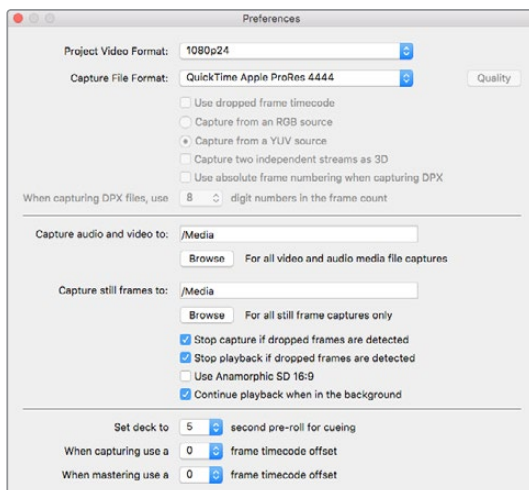 Preferences
Project Video Format: 1080p24
Capture File Format: QuickTime Apple ProRes 4444 Quality
Use dropped frame timecode
Capture from an RGB source
Capture from a YUV source
Capture two independent streams as 3D
Use absolute frame numbering when capturing DPX
When capturing DPX files, use 8 digit numbers in the frame count
Capture audio and video to: /Media
Browse For all video and audio media file captures
Capture still frames to: /Media
Browse For all still frame captures only
Stop capture if dropped frames are detected
Stop playback if dropped frames are detected
Use Anamorphic SD 16:9
Continue playback when in the background
Set deck to 5 second pre-roll for cueing
When capturing use a 0 frame timecode offset
When mastering use a 0 frame timecode offset